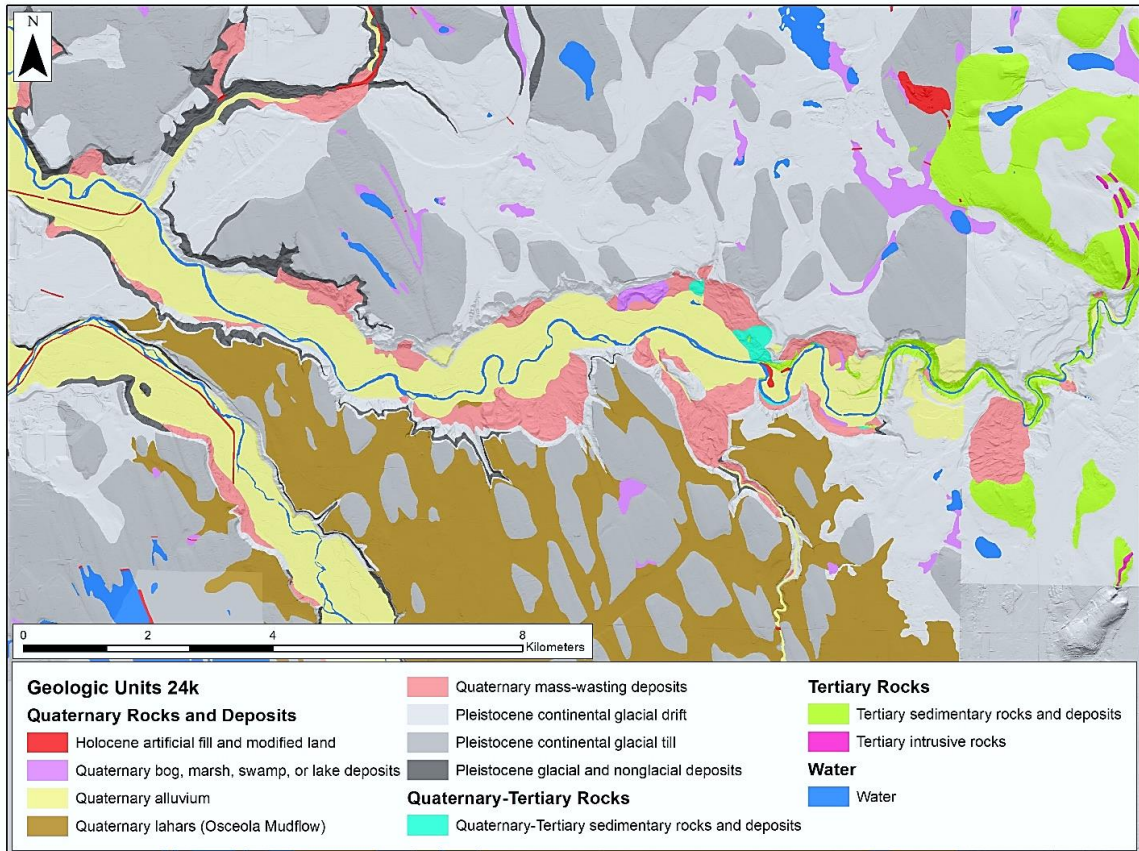 N
0 2 4 8
Kilometers
Geologic Units 24k
Quaternary Rocks and Deposits
Holocene artificial fill and modified land
Quaternary bog, marsh, swamp, or lake deposits
Quaternary alluvium
Quaternary lahars (Osceola Mudflow)
Quaternary mass-wasting deposits
Pleistocene continental glacial drift
Pleistocene continental glacial till
Pleistocene glacial and nonglacial deposits
Quaternary-Tertiary Rocks
Quaternary-Tertiary sedimentary rocks and deposits
Tertiary Rocks
Tertiary sedimentary rocks and deposits
Tertiary intrusive rocks
Water
Water